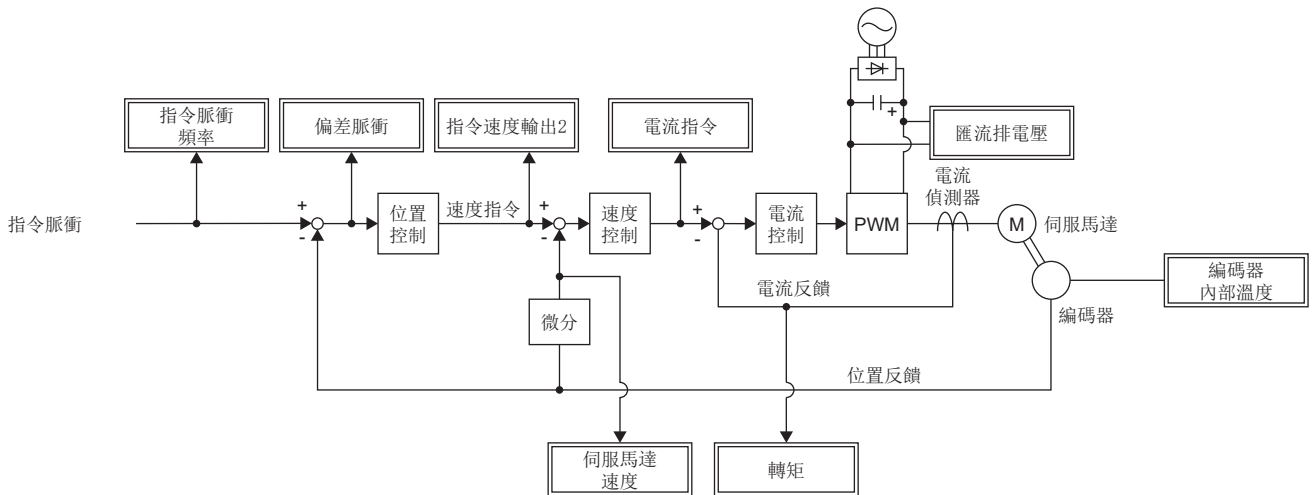 指令脈衝
頻率
偏差脈衝
指令速度輸出2
電流指令
+
匯流排電壓
電流
偵測器
指令脈衝
+
-
位置
控制
速度指令
+
-
速度
控制
+
-
電流
控制
PWM
M
伺服馬達
編碼器
內部溫度
電流反饋
編碼器
微分
位置反饋
伺服馬達
速度
轉矩